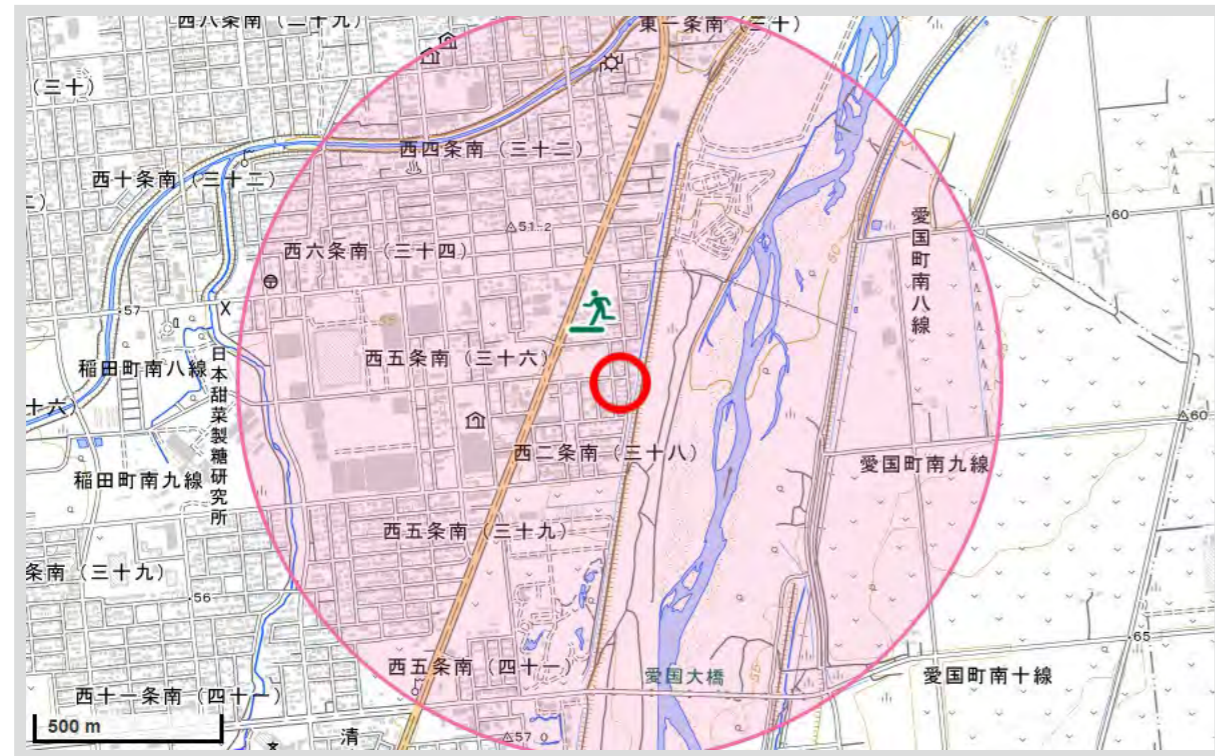 西八条南（二十九）
東一条南（三十）
（三十）
西四条南（三十二）
西十条南（三十二）
51.2
60
愛国町南八線
西六条南（三十四）
57
西五条南（三十六）
稲田町南八線
日本甜菜製糖研究所
十六）
60
西二条南（三十八）
愛国町南九線
稲田町南九線
西五条南（三十九）
条南（三十九）
56
65
西五条南（四十一）
愛国大橋
愛国町南十線
西十一条南（四十一）
500 m
清
57.0